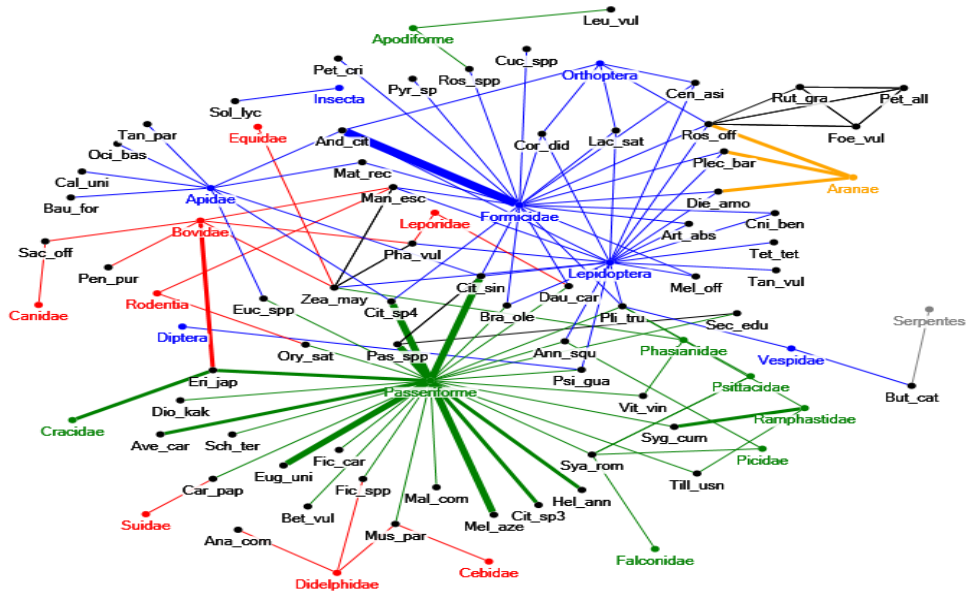 Leu_vul
Apodiforme
Pet_cri
Pyr_sp
Ros_spp
Cuc_spp
Orthoptera
Cen_asi
Rut_gra
Pet_all
Sol_lyc
Insecta
Tan_par
Equidae
And_cit
Cor_did
Lac_sat
Ros_off
Foe_vul
Oci_bas
Mat_rec
Plec_bar
Cal_uni
Apidae
Man_esc
Die_amo
Aranae
Bau_for
Bovidae
Leporidae
Formicidae
Art_abs
Cni_ben
Sac_off
Pha_vul
Tet_tet
Pen_pur
Lepidoptera
Mel_off
Tan_vul
Canidae
Rodentia
Euc_spp
Zea_may
Cit_sp4
Cit_sin
Dau_car
Bra_ole
Pli_tru
Sec_edu
Serpentes
Diptera
Ory_sat
Pas_spp
Ann_squ
Phasianidae
Vespidae
Eri_jap
Passeriforme
Psi_gua
Psittacidae
But_cat
Dio_kak
Vit_vin
Cracidae
Ave_car
Sch_ter
Syg_cum
Ramphastidae
Eug_uni
Fic_car
Sya_rom
Picidae
Car_pap
Fic_spp
Mal_com
Hel_ann
Till_usn
Suidae
Bet_vul
Mel_aze
Cit_sp3
Ana_com
Mus_par
Falconidae
Didelphidae
Cebidae